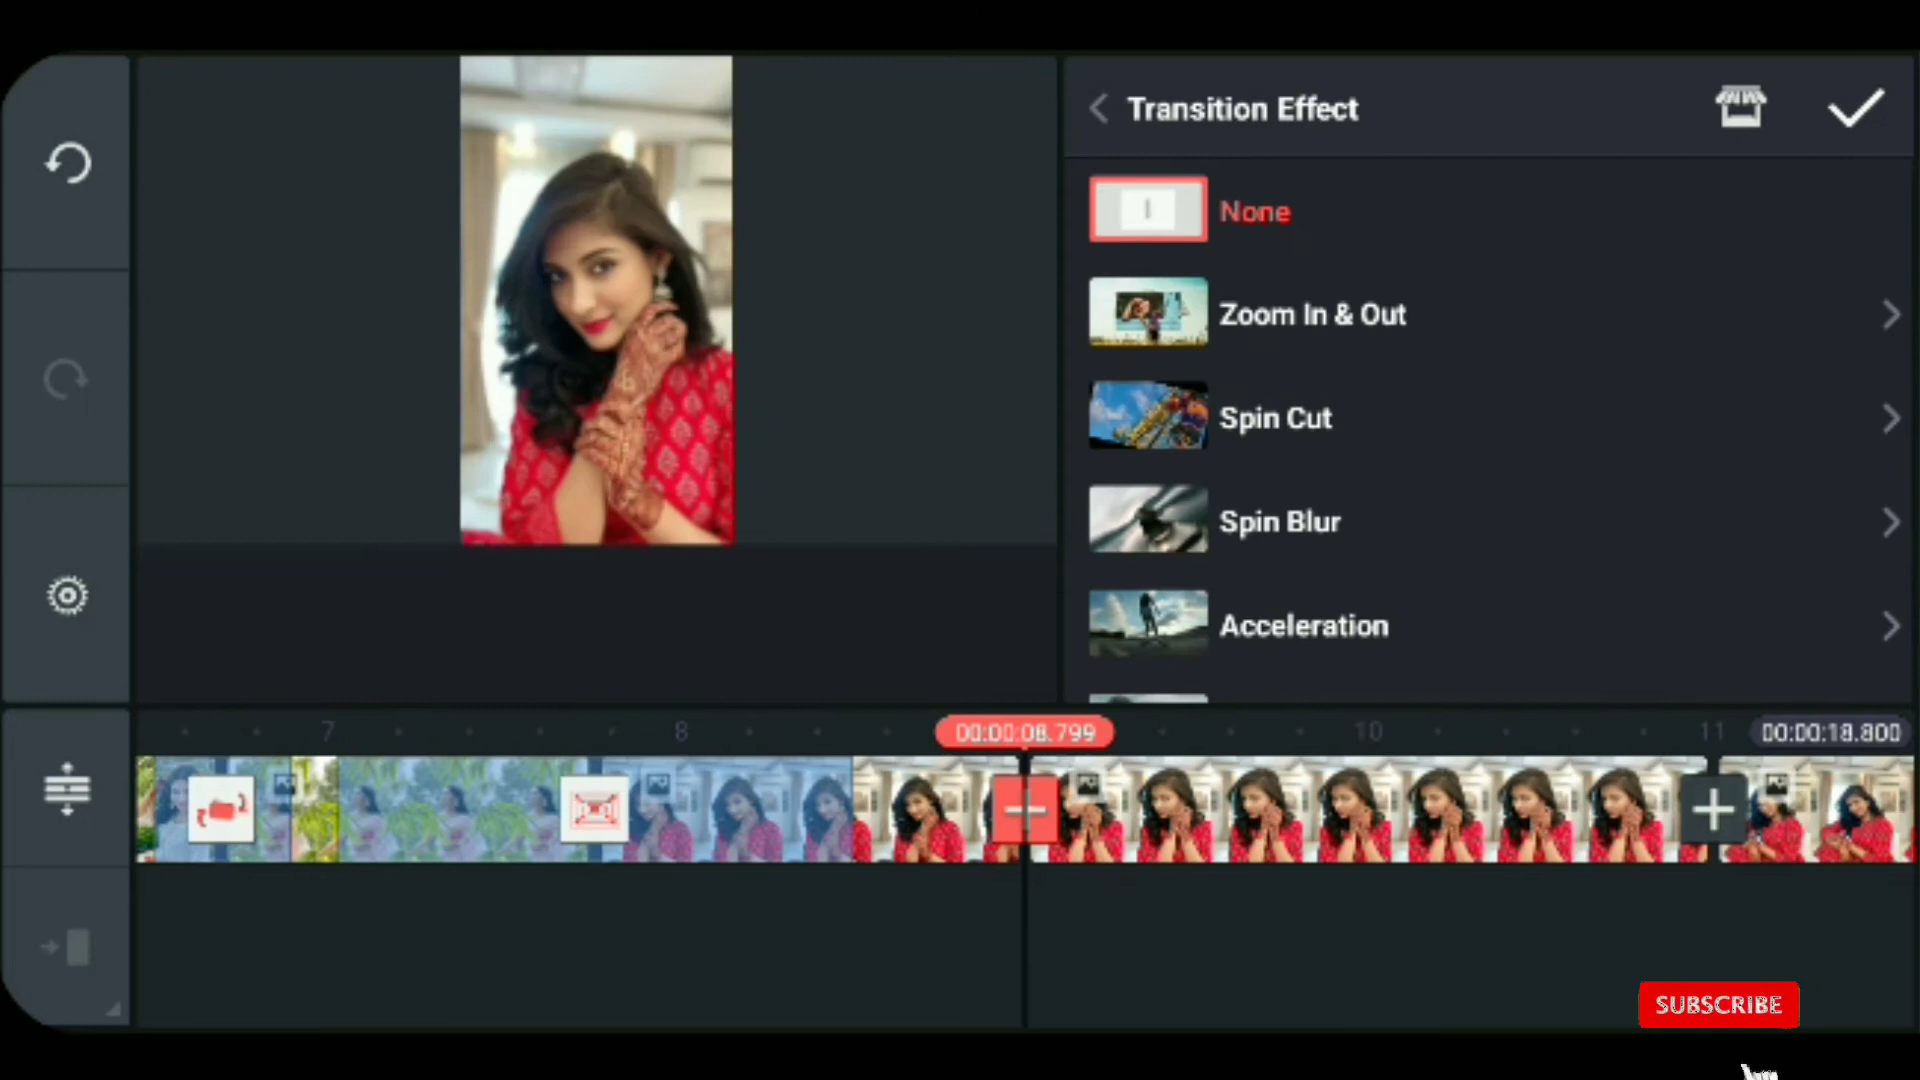 Transition Effect
None
Zoom In & Out
Spin Cut
Spin Blur
Acceleration
7
8
00:00:08.799
10
11
00:00:18.800
SUBSCRIBE